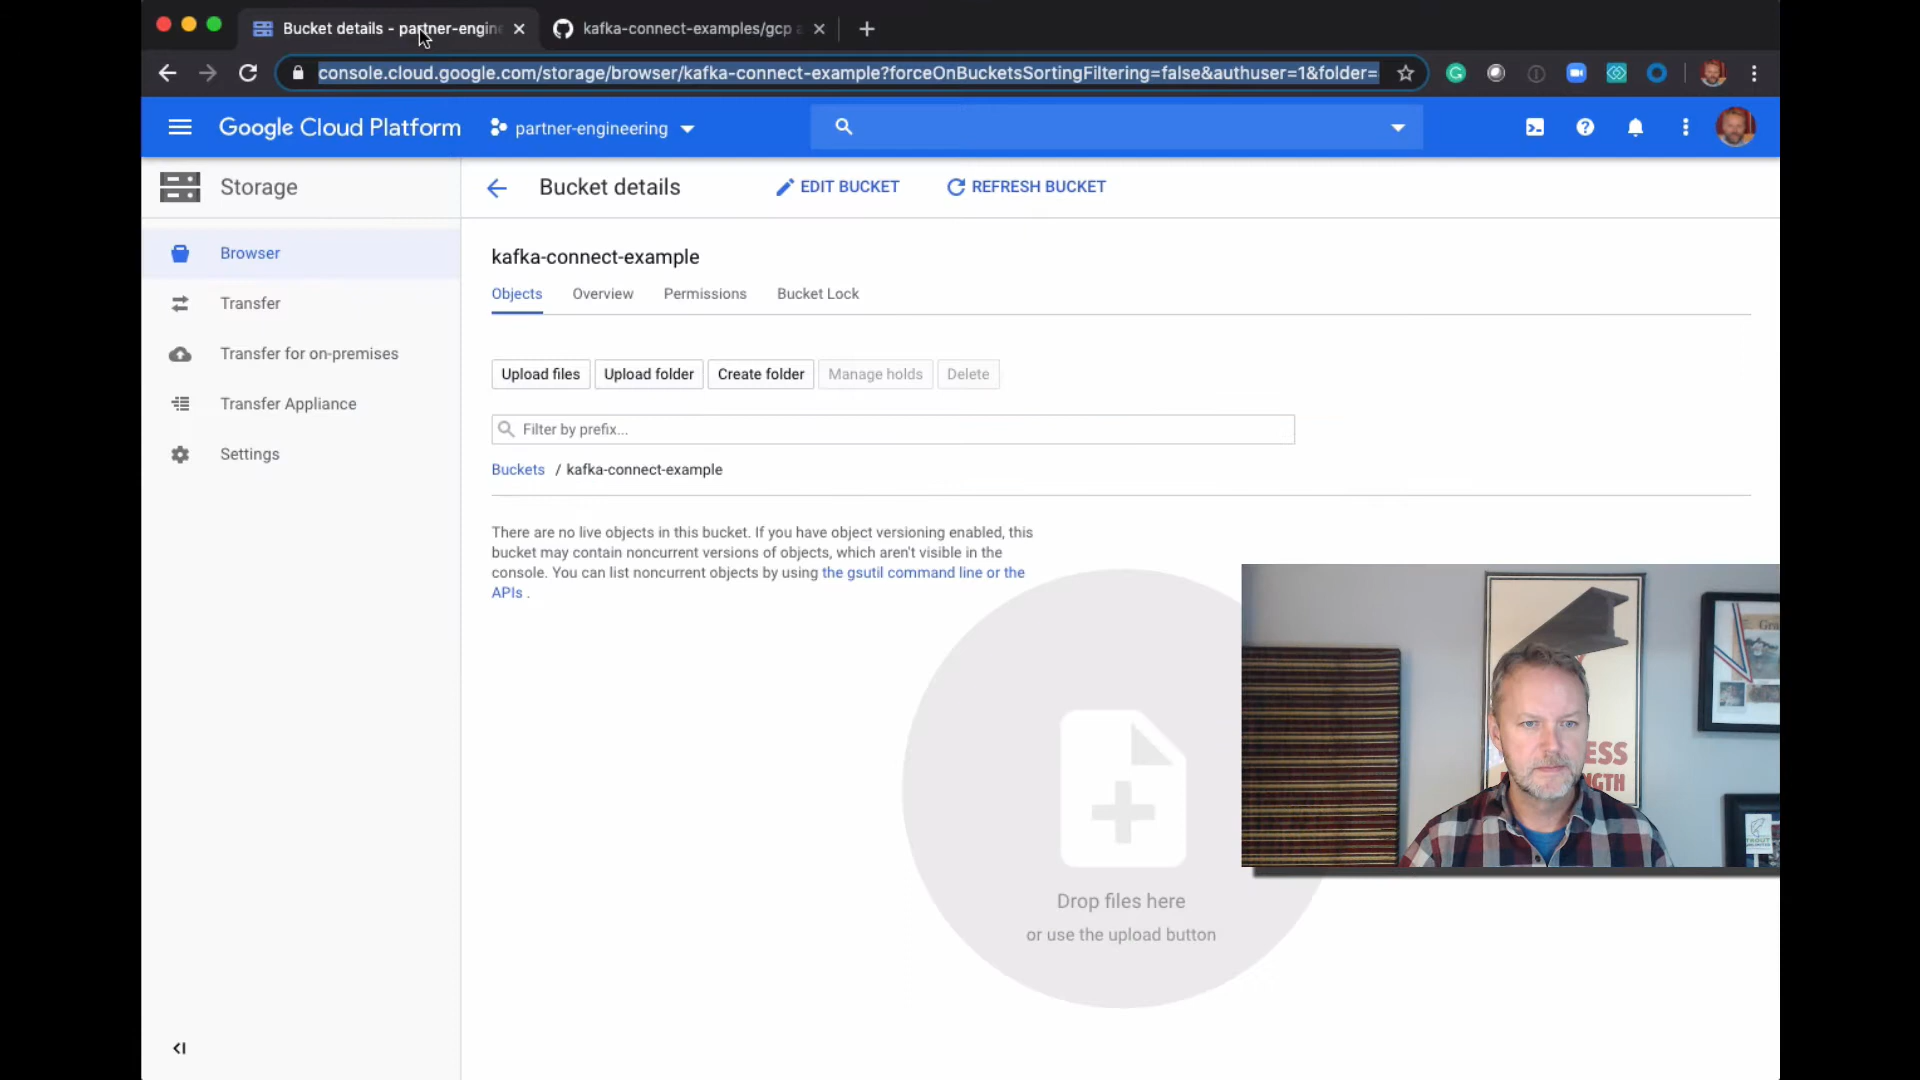 Bucket details - partner-engine
kafka-connect-examples/gcp a
console.cloud.google.com/storage/browser/kafka-connect-example?forceOnBucketsSortingFiltering=false&authuser=1&folder=
Google Cloud Platform
partner-engineering
Storage
Bucket details
EDIT BUCKET
REFRESH BUCKET
Browser
Transfer
Transfer for on-premises
Transfer Appliance
Settings
kafka-connect-example
Objects
Overview
Permissions
Bucket Lock
Upload files
Upload folder
Create folder
Manage holds
Delete
Filter by prefix...
Buckets / kafka-connect-example
There are no live objects in this bucket. If you have object versioning enabled, this
bucket may contain noncurrent versions of objects, which aren't visible in the
console. You can list noncurrent objects by using the gsutil command line or the
APIs .
Drop files here
or use the upload button
ESS
GTH
Gra